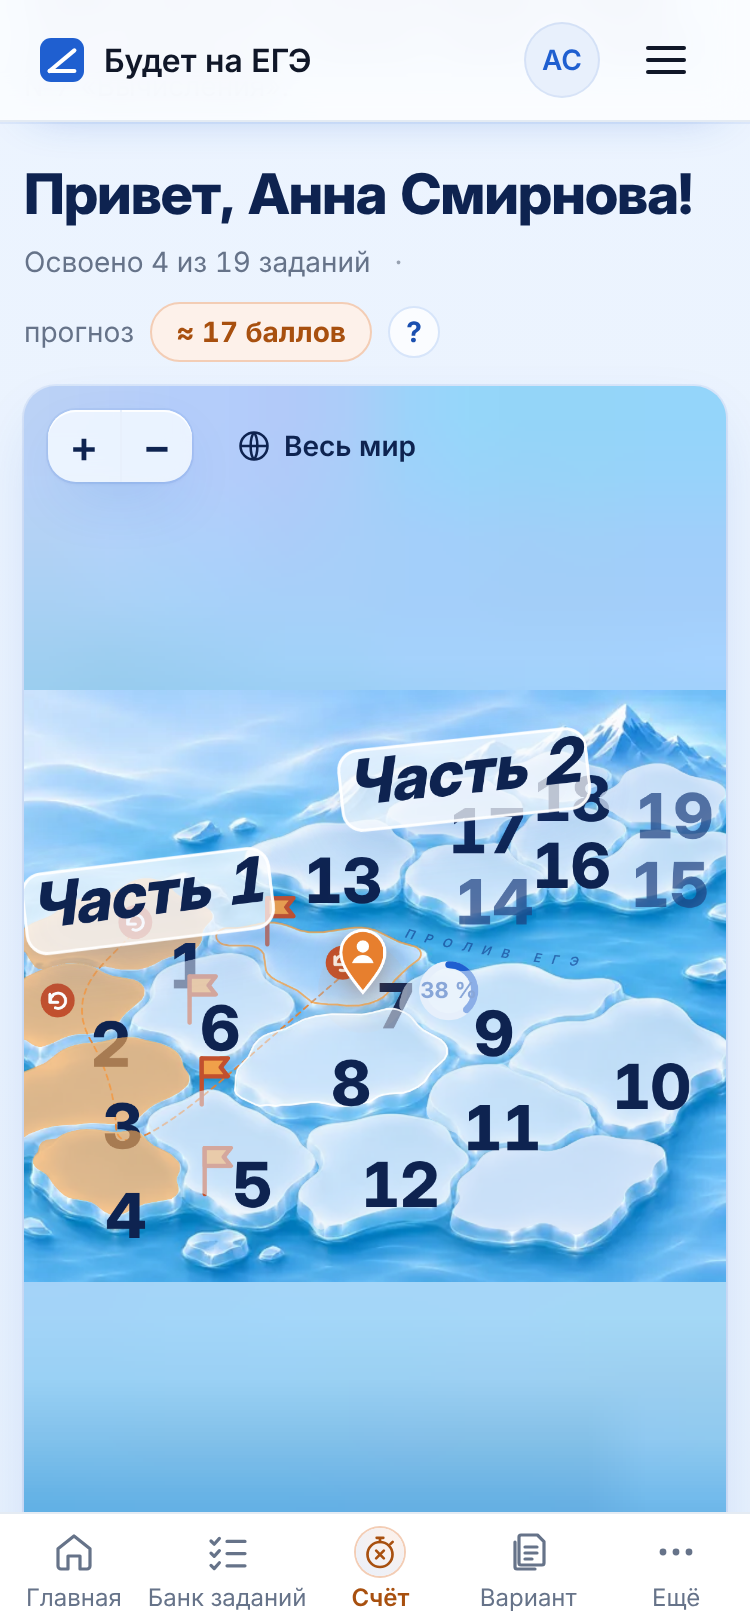 Будет на ЕГЭ
АС
Привет, Анна Смирнова!
Освоено 4 из 19 заданий ·
прогноз ≈ 17 баллов ?
+ − Весь мир
Часть 2
18
19
17
16
Часть 1
13
14
15
ПРОЛИВ ЕГЭ
1
7
38 %
2
6
9
8
10
3
11
5
12
4
Главная Банк заданий Счёт Вариант Ещё